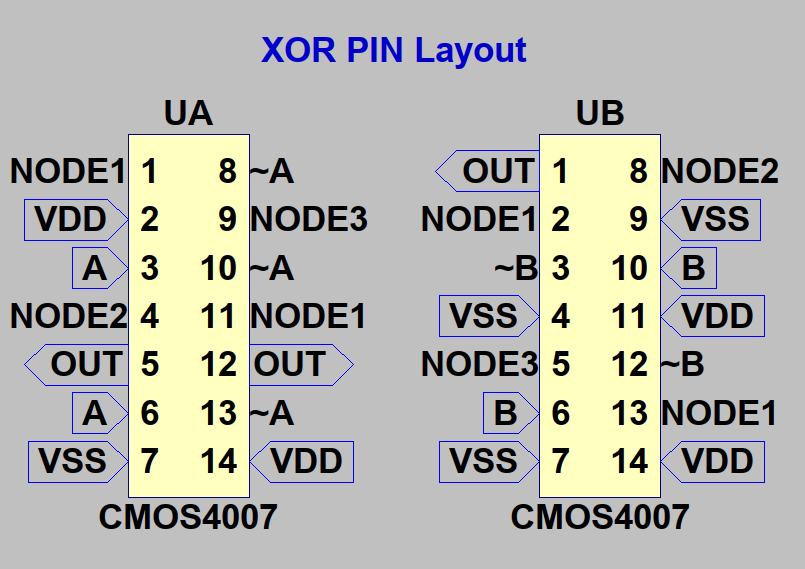 XOR PIN Layout
UA UB
NODE1 1 8 ~A OUT 1 8 NODE2
VDD 2 9 NODE3 NODE1 2 9 VSS
A 3 10 ~A ~B 3 10 B
NODE2 4 11 NODE1 VSS 4 11 VDD
OUT 5 12 OUT NODE3 5 12 ~B
A 6 13 ~A B 6 13 NODE1
VSS 7 14 VDD VSS 7 14 VDD
CMOS4007 CMOS4007